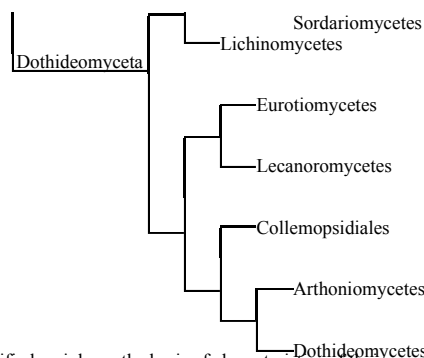 Sordariomycetes
Lichinomycetes
Dothideomyceta
Eurotiomycetes
Lecanoromycetes
Collemopsidiales
Arthoniomycetes
Dothideomycetes